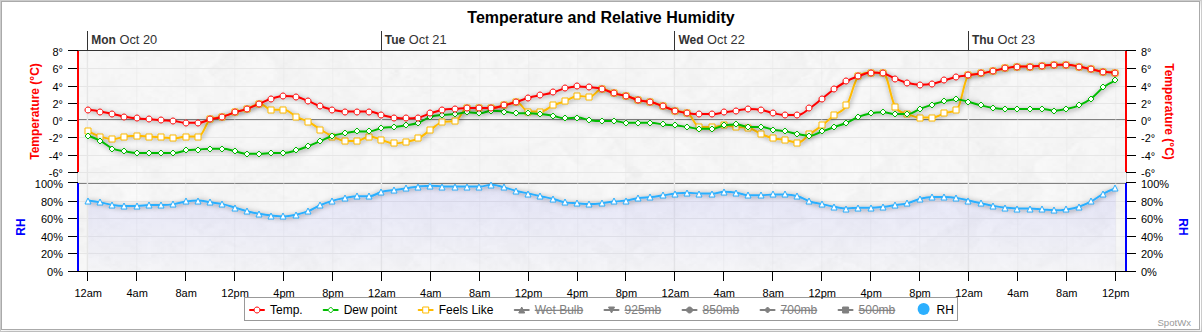 Temperature and Relative Humidity
Mon Oct 20 Tue Oct 21 Wed Oct 22 Thu Oct 23
8° 8°
6° 6°
4° 4°
2° 2°
0° 0°
-2° -2°
-4° -4°
-6° -6°
Temperature (°C) Temperature (°C)
100% 100%
80% 80%
60% 60%
40% 40%
20% 20%
0% 0%
RH RH
12am 4am 8am 12pm 4pm 8pm 12am 4am 8am 12pm 4pm 8pm 12am 4am 8am 12pm 4pm 8pm 12am 4am 8am 12pm
Temp. Dew point Feels Like Wet Bulb 925mb 850mb 700mb 500mb RH
SpotWx